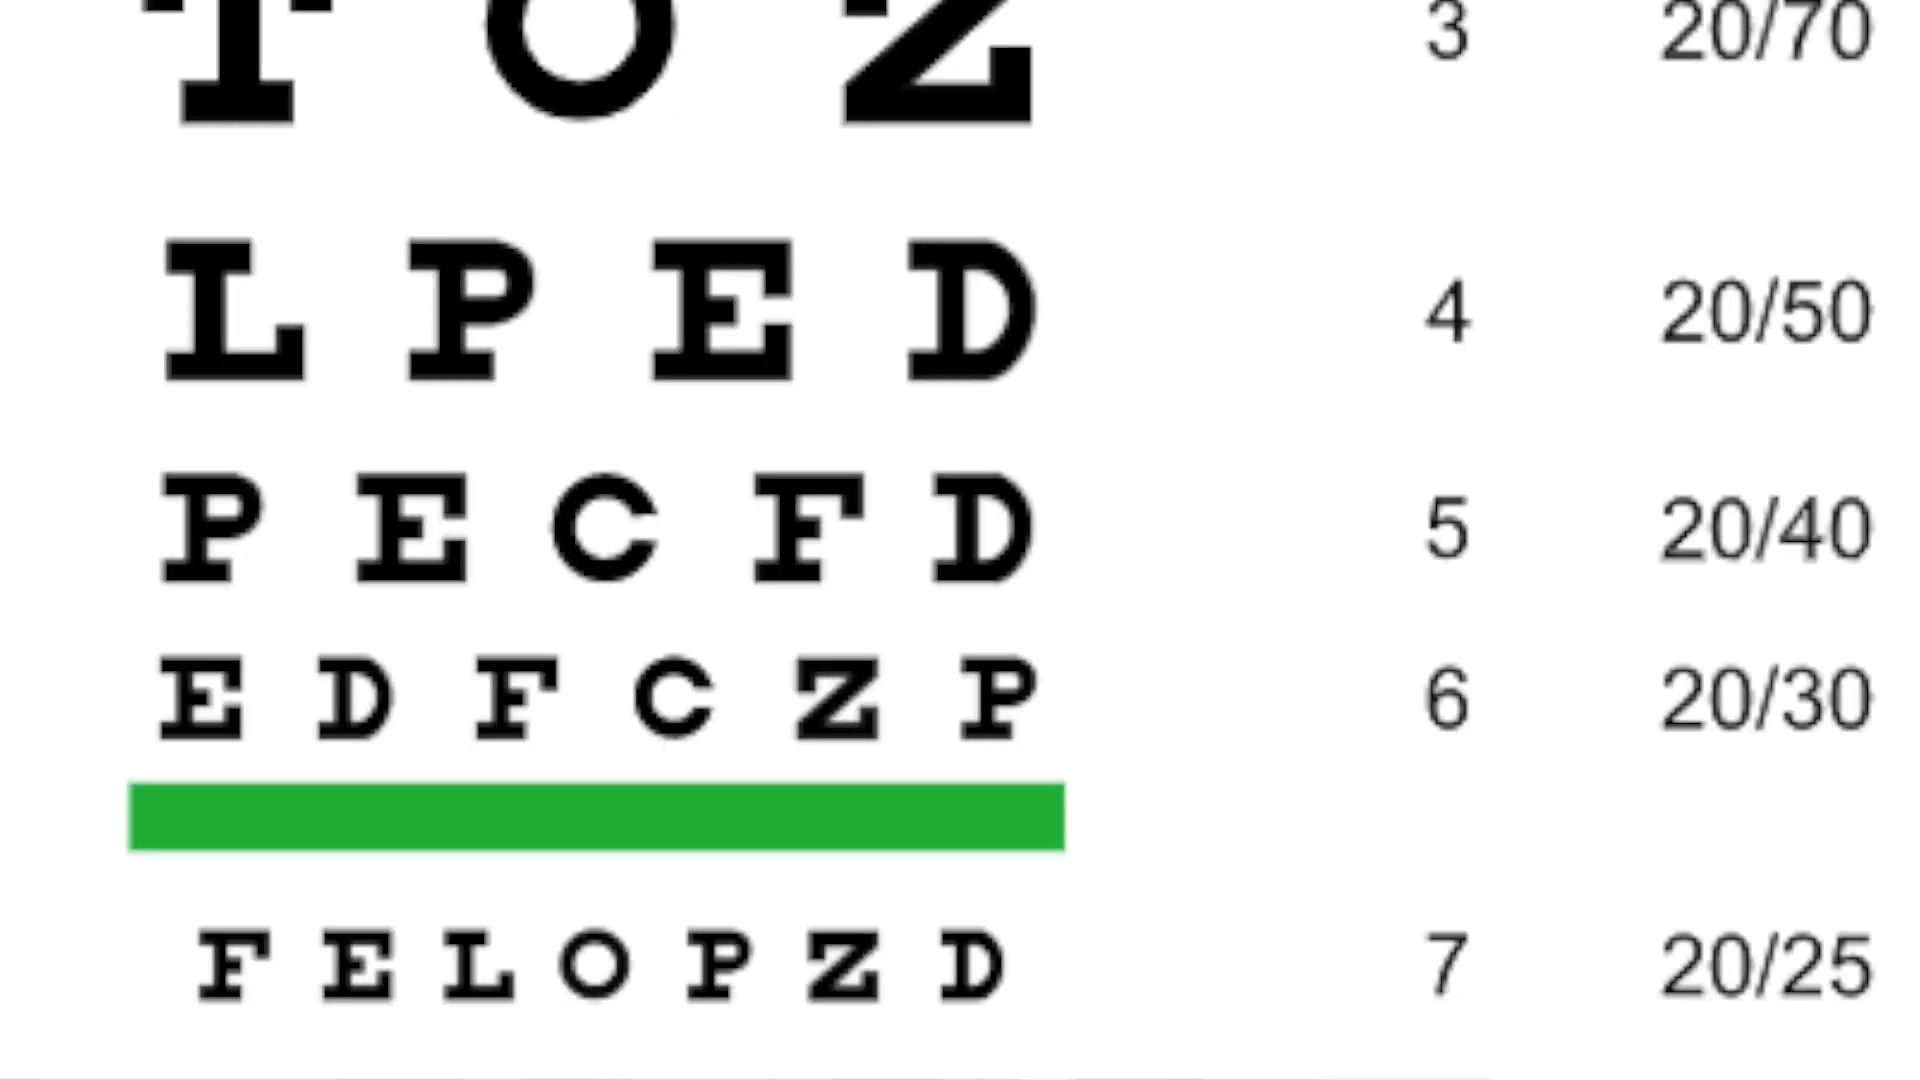 T O Z 3 20/70
L P E D 4 20/50
P E C F D 5 20/40
E D F C Z P 6 20/30
F E L O P Z D 7 20/25